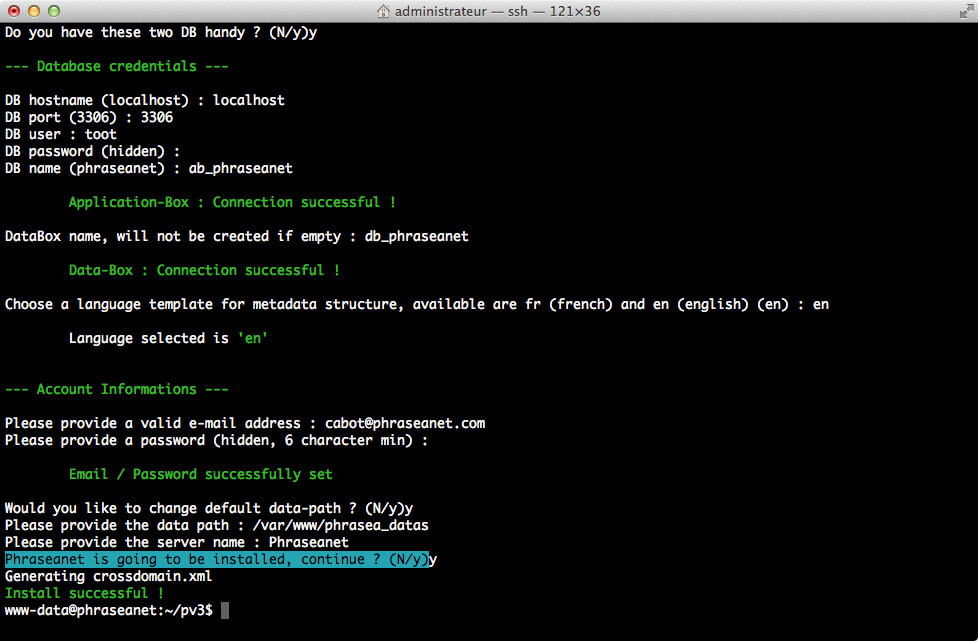 administrateur — ssh — 121×36
Do you have these two DB handy ? (N/y)y
--- Database credentials ---
DB hostname (localhost) : localhost
DB port (3306) : 3306
DB user : toot
DB password (hidden) :
DB name (phraseanet) : ab_phraseanet
Application-Box : Connection successful !
DataBox name, will not be created if empty : db_phraseanet
Data-Box : Connection successful !
Choose a language template for metadata structure, available are fr (french) and en (english) (en) : en
Language selected is 'en'
--- Account Informations ---
Please provide a valid e-mail address : cabot@phraseanet.com
Please provide a password (hidden, 6 character min) :
Email / Password successfully set
Would you like to change default data-path ? (N/y)y
Please provide the data path : /var/www/phrasea_datas
Please provide the server name : Phraseanet
Phraseanet is going to be installed, continue ? (N/y)y
Generating crossdomain.xml
Install successful !
www-data@phraseanet:~/pv3$